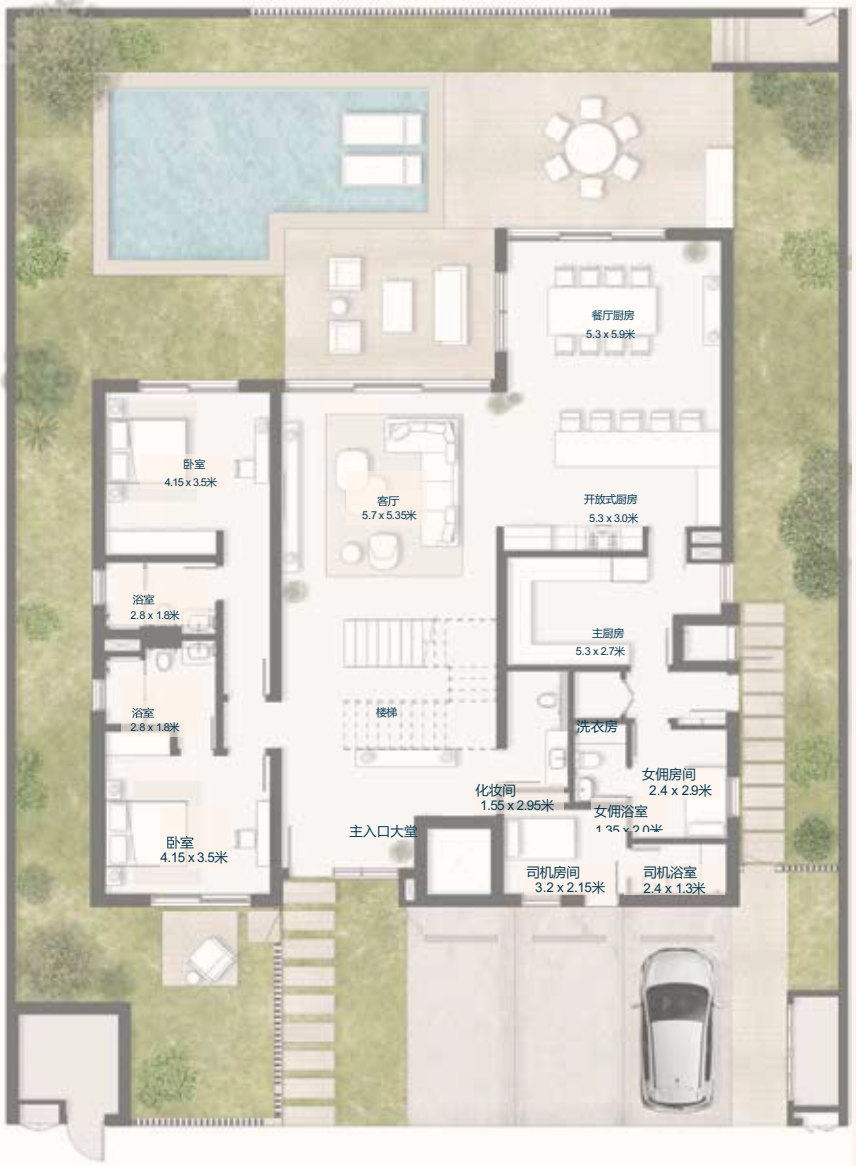 餐厅厨房
5.3 x 5.9米
卧室
4.15 x 3.5米
客厅
5.7 x 5.35米
开放式厨房
5.3 x 3.0米
浴室
2.8 x 1.8米
主厨房
5.3 x 2.7米
浴室
2.8 x 1.8米
楼梯
洗衣房
女佣房间
2.4 x 2.9米
化妆间
1.55 x 2.95米
女佣浴室
1.35 x 2.0米
主入口大堂
卧室
4.15 x 3.5米
司机房间
3.2 x 2.15米
司机浴室
2.4 x 1.3米